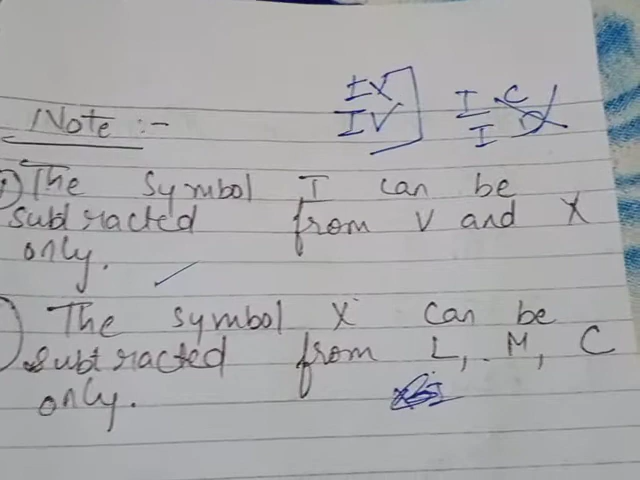 IX
IV
I C
I D
Note :-
1) The symbol I can be
subtracted from V and X
only.
) The symbol X can be
subtracted from L, M, C
only.